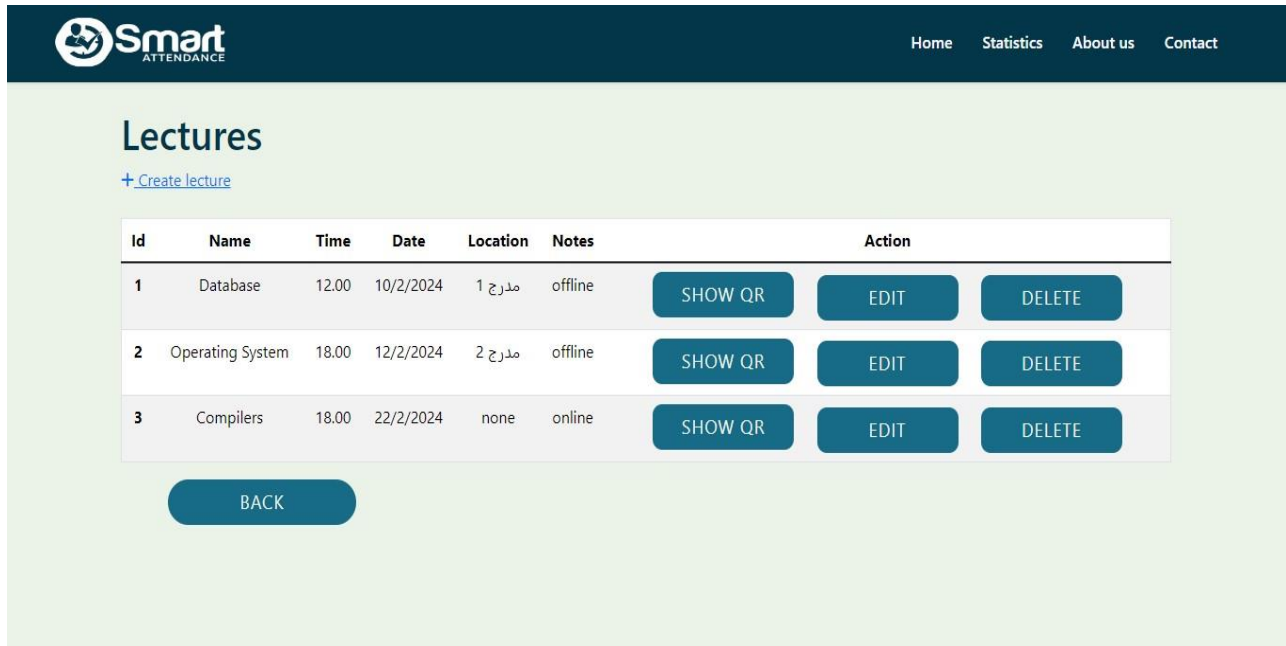 Smart
ATTENDANCE
Home Statistics About us Contact
Lectures
+ Create lecture
Id Name Time Date Location Notes Action
1 Database 12.00 10/2/2024 مدرج 1 offline SHOW QR EDIT DELETE
2 Operating System 18.00 12/2/2024 مدرج 2 offline SHOW QR EDIT DELETE
3 Compilers 18.00 22/2/2024 none online SHOW QR EDIT DELETE
BACK